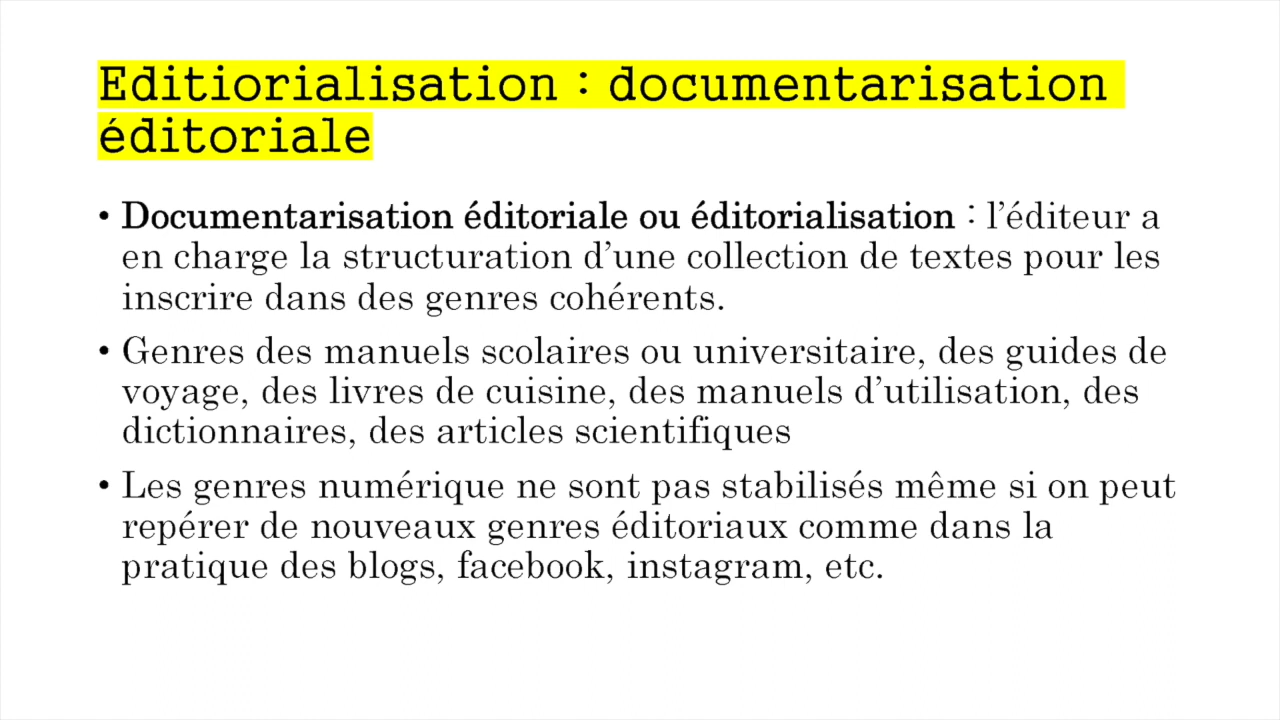 Editiorialisation : documentarisation
éditoriale
• Documentarisation éditoriale ou éditorialisation : l’éditeur a
en charge la structuration d’une collection de textes pour les
inscrire dans des genres cohérents.
• Genres des manuels scolaires ou universitaire, des guides de
voyage, des livres de cuisine, des manuels d’utilisation, des
dictionnaires, des articles scientifiques
• Les genres numérique ne sont pas stabilisés même si on peut
repérer de nouveaux genres éditoriaux comme dans la
pratique des blogs, facebook, instagram, etc.